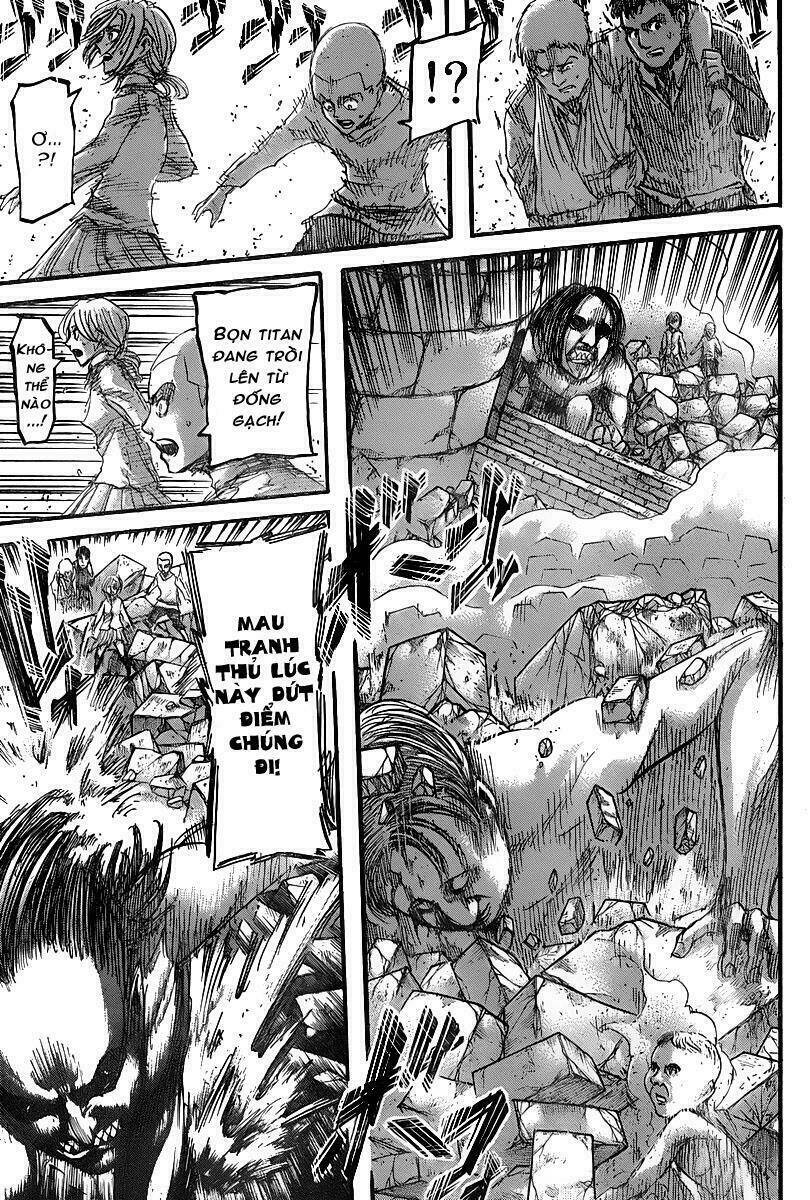 !?
Ơ...
?!
BỌN TITAN
ĐANG TRỒI
LÊN TỪ
ĐỐNG
GẠCH!
KHÔ-
NG
THỂ
NÀO
...!
MAU
TRANH
THỦ LÚC
NÀY DỨT
ĐIỂM
CHÚNG
ĐI!